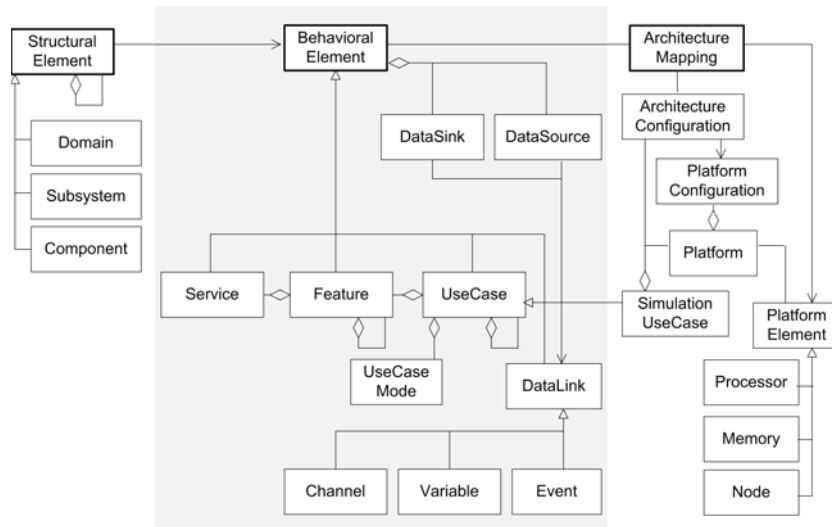 Structural
Element
Behavioral
Element
Architecture
Mapping
DataSink
DataSource
Architecture
Configuration
Domain
Subsystem
Component
Platform
Configuration
Platform
Service
Feature
UseCase
Simulation
UseCase
Platform
Element
UseCase
Mode
DataLink
Processor
Memory
Channel
Variable
Event
Node